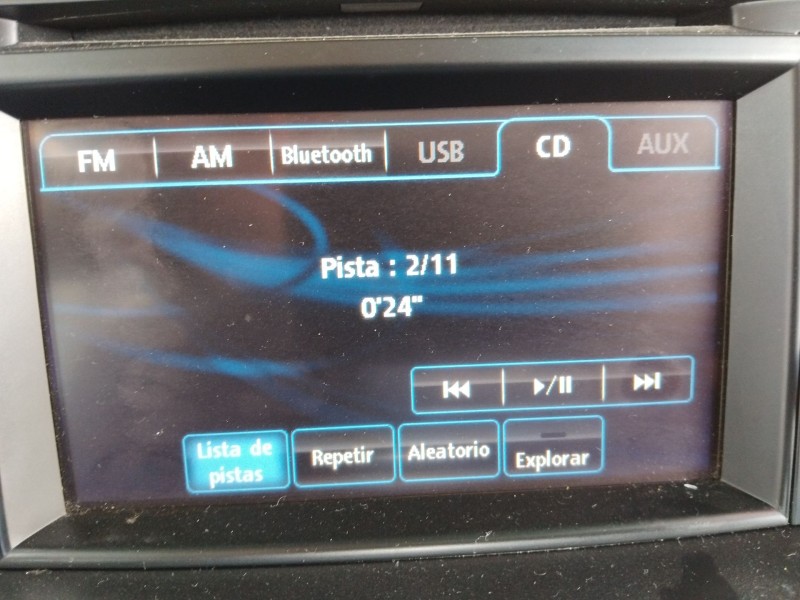 FM AM Bluetooth USB CD AUX
Pista : 2/11
0'24"
Lista de
pistas
Repetir
Aleatorio
Explorar